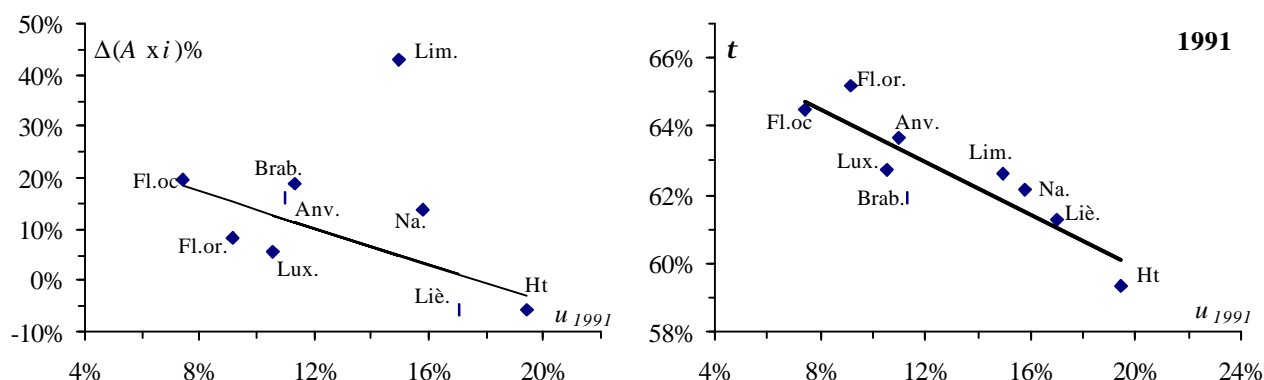 50%
40%
30%
20%
10%
0%
-10%
Δ(A x i)%
Lim.
Fl.oc
Brab.
Anv.
Na.
Fl.or.
Lux.
Liè.
Ht
u 1991
4%
8%
12%
16%
20%
66%
64%
62%
60%
58%
t
1991
Fl.or.
Fl.oc
Anv.
Lim.
Lux.
Na.
Brab.
Liè.
Ht
u 1991
4%
8%
12%
16%
20%
24%